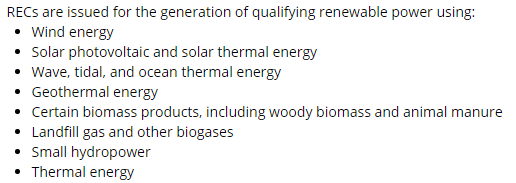 RECs are issued for the generation of qualifying renewable power using:
• Wind energy
• Solar photovoltaic and solar thermal energy
• Wave, tidal, and ocean thermal energy
• Geothermal energy
• Certain biomass products, including woody biomass and animal manure
• Landfill gas and other biogases
• Small hydropower
• Thermal energy